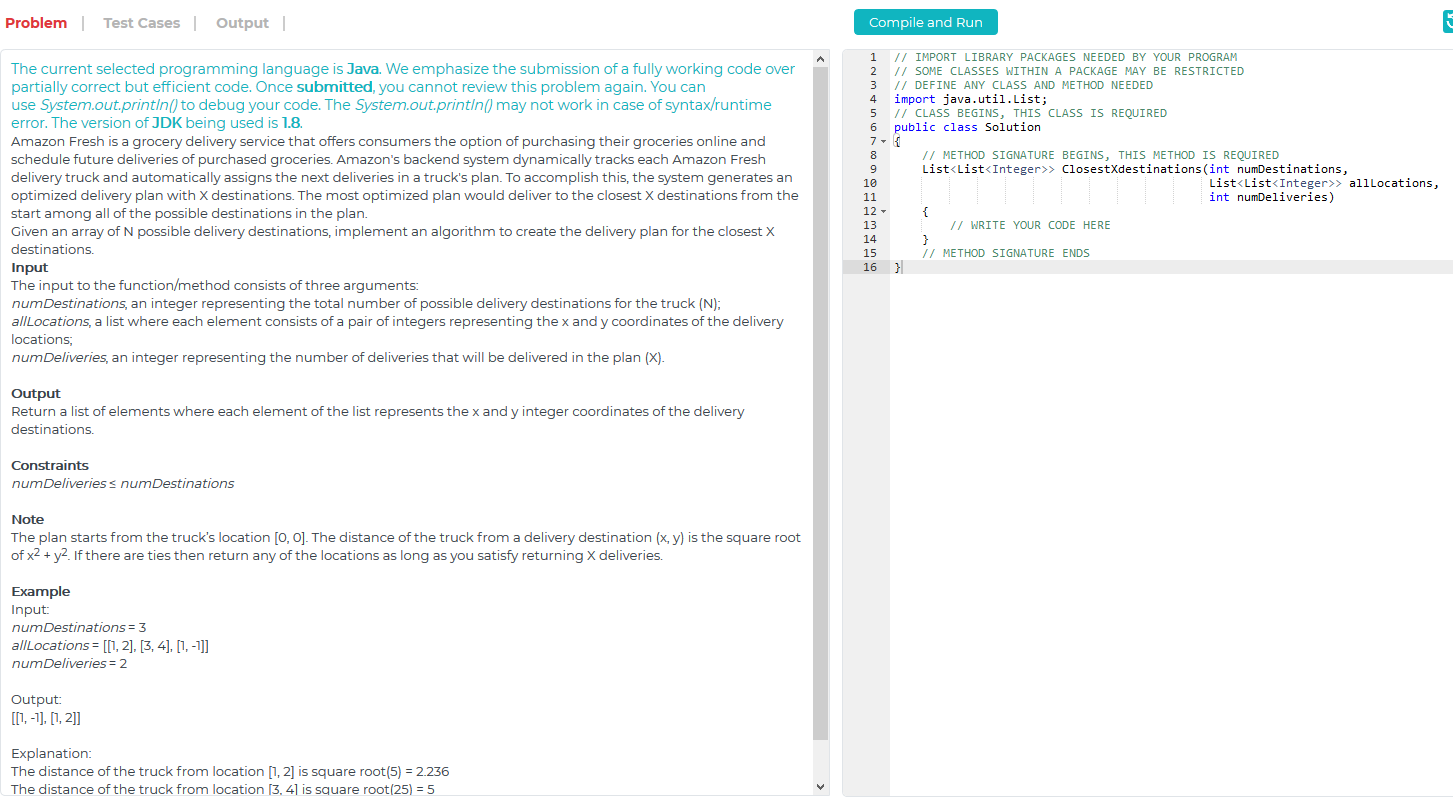 Problem | Test Cases | Output |
Compile and Run
The current selected programming language is Java. We emphasize the submission of a fully working code over
partially correct but efficient code. Once submitted, you cannot review this problem again. You can
use System.out.println() to debug your code. The System.out.println() may not work in case of syntax/runtime
error. The version of JDK being used is 1.8.
Amazon Fresh is a grocery delivery service that offers consumers the option of purchasing their groceries online and
schedule future deliveries of purchased groceries. Amazon's backend system dynamically tracks each Amazon Fresh
delivery truck and automatically assigns the next deliveries in a truck's plan. To accomplish this, the system generates an
optimized delivery plan with X destinations. The most optimized plan would deliver to the closest X destinations from the
start among all of the possible destinations in the plan.
Given an array of N possible delivery destinations, implement an algorithm to create the delivery plan for the closest X
destinations.
Input
The input to the function/method consists of three arguments:
numDestinations, an integer representing the total number of possible delivery destinations for the truck (N);
allLocations, a list where each element consists of a pair of integers representing the x and y coordinates of the delivery
locations;
numDeliveries, an integer representing the number of deliveries that will be delivered in the plan (X).
Output
Return a list of elements where each element of the list represents the x and y integer coordinates of the delivery
destinations.
Constraints
numDeliveries ≤ numDestinations
Note
The plan starts from the truck's location [0, 0]. The distance of the truck from a delivery destination (x, y) is the square root
of x2 + y2. If there are ties then return any of the locations as long as you satisfy returning X deliveries.
Example
Input:
numDestinations = 3
allLocations = [[1, 2], [3, 4], [1, -1]]
numDeliveries = 2
Output:
[[1, -1], [1, 2]]
Explanation:
The distance of the truck from location [1, 2] is square root(5) = 2.236
The distance of the truck from location [3, 4] is square root(25) = 5
1 // IMPORT LIBRARY PACKAGES NEEDED BY YOUR PROGRAM
2 // SOME CLASSES WITHIN A PACKAGE MAY BE RESTRICTED
3 // DEFINE ANY CLASS AND METHOD NEEDED
4 import java.util.List;
5 // CLASS BEGINS, THIS CLASS IS REQUIRED
6 public class Solution
7 {
8 // METHOD SIGNATURE BEGINS, THIS METHOD IS REQUIRED
9 List<List<Integer>> ClosestXdestinations(int numDestinations,
10 List<List<Integer>> allLocations,
11 int numDeliveries)
12 {
13 // WRITE YOUR CODE HERE
14 }
15 // METHOD SIGNATURE ENDS
16 }